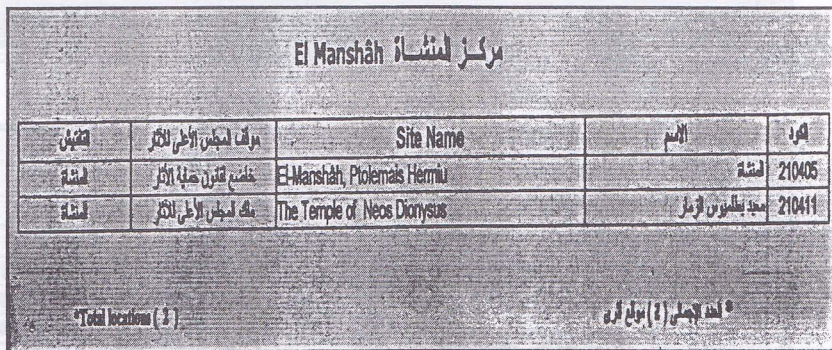 مركز المنشاة El Manshâh
الكود الاسم Site Name موقف المجلس الأعلى للآثار التفتيش
210405 المنشاة El-Manshâh, Ptolemais Hermiu خاضع لقانون حماية الآثار المنشاة
210411 معبد بطلميوس الزمار The Temple of Neos Dionysus ملك المجلس الأعلى للآثار المنشاة
* العدد الإجمالي ( 2 ) موقع أثرى *Total locations ( 2 )